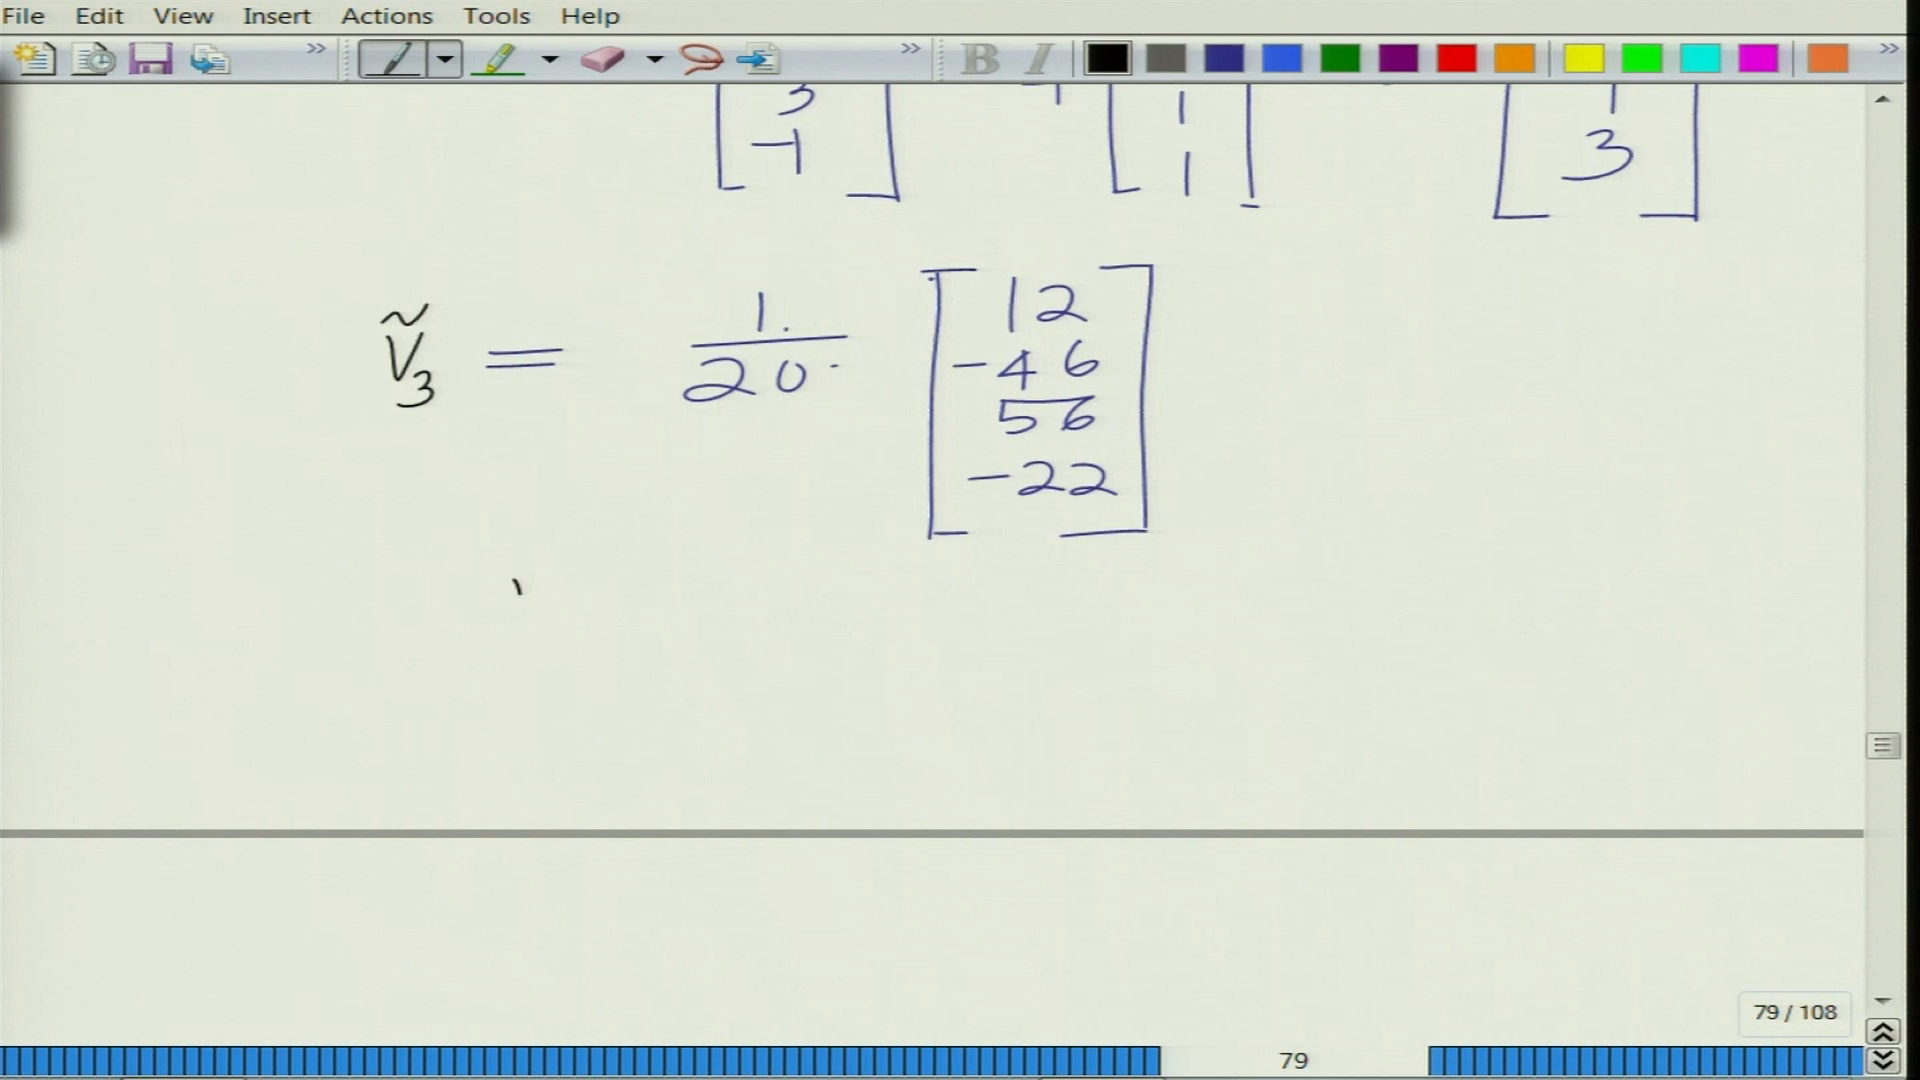 File Edit View Insert Actions Tools Help
B I
3 1 1
-1 1 3
Ṽ3 = 1/20 [12
-46
56
-22]
79 / 108
79